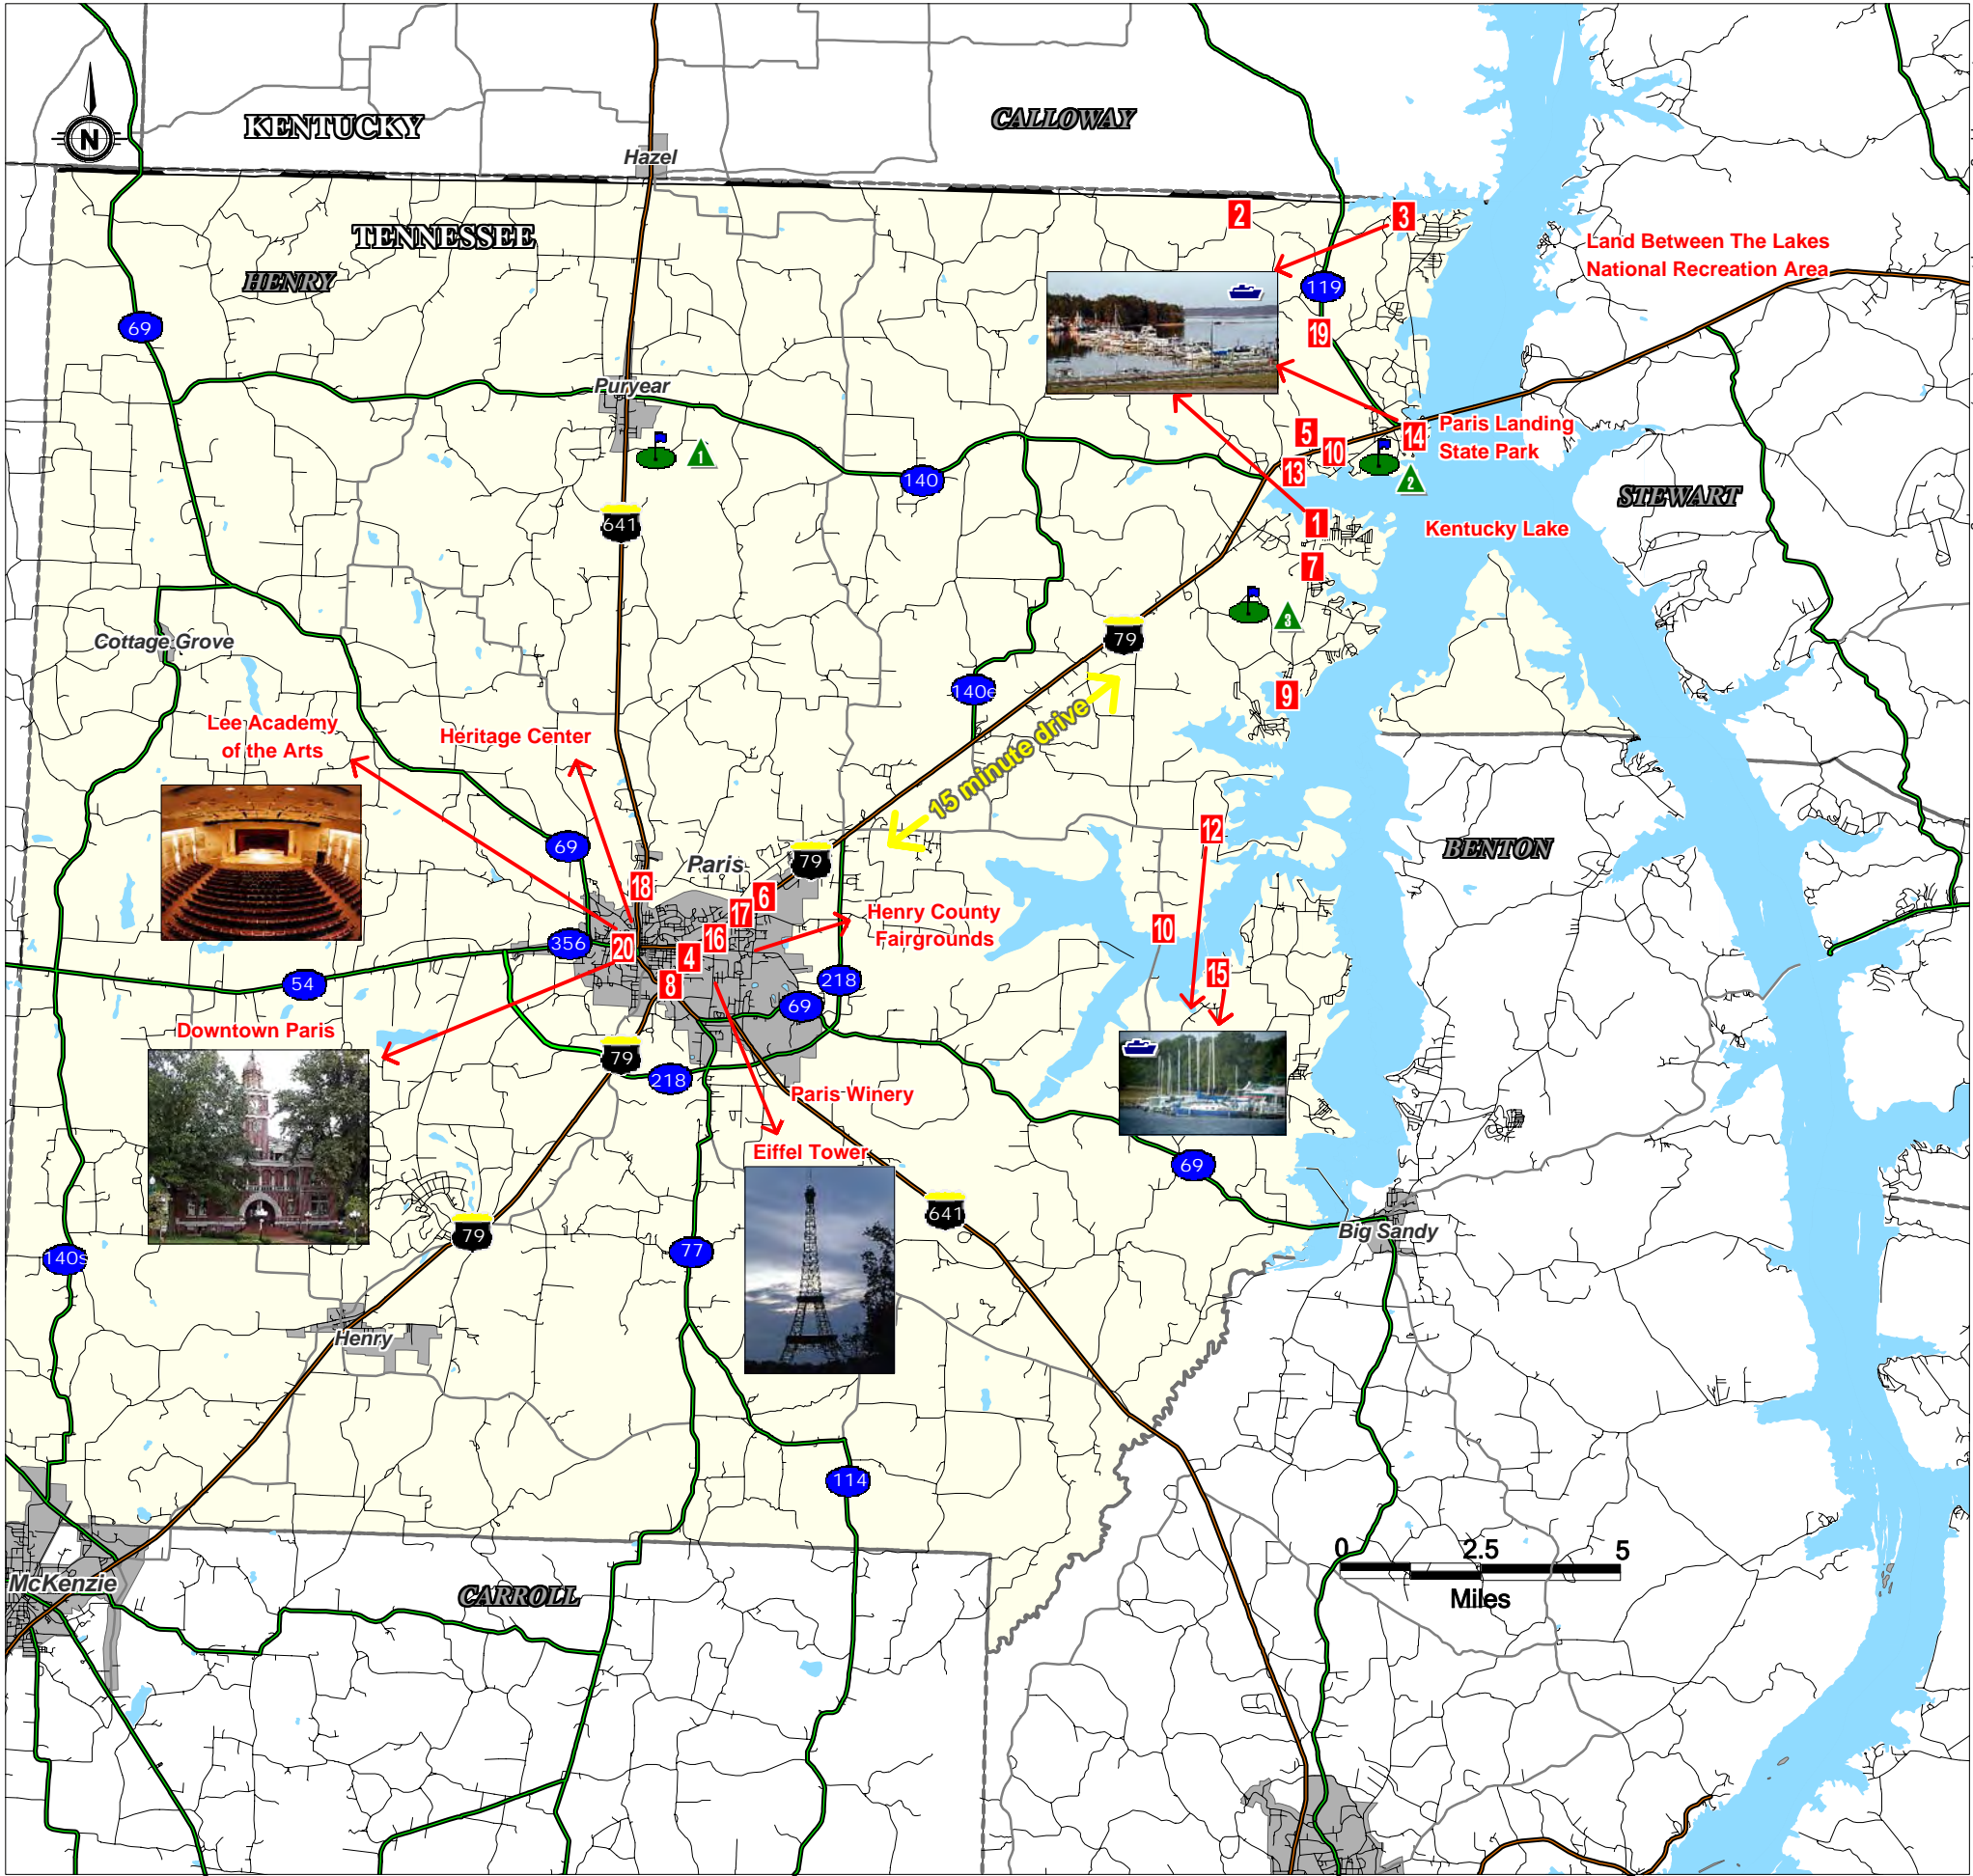 KENTUCKY
CALLOWAY
N
Hazel
TENNESSEE
HENRY
2
3
Land Between The Lakes
National Recreation Area
119
69
19
Puryear
Paris Landing
State Park
5
10
14
13
1
140
2
STEWART
641
1
Kentucky Lake
7
3
79
Cottage Grove
140e
9
15 minute drive
Lee Academy
of the Arts
Heritage Center
12
69
Paris
79
BENTON
18
6
17
Henry County
Fairgrounds
10
356
20
16
4
15
54
8
218
69
Downtown Paris
79
218
Paris Winery
Eiffel Tower
69
641
Big Sandy
79
77
140s
Henry
114
0 2.5 5
Miles
McKenzie
CARROLL